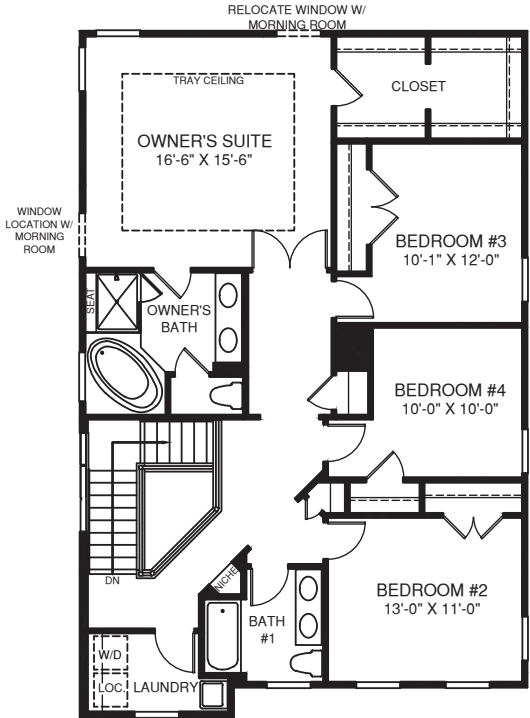 RELOCATE WINDOW W/
MORNING ROOM
TRAY CEILING
CLOSET
OWNER'S SUITE
16'-6" X 15'-6"
WINDOW
LOCATION W/
MORNING
ROOM
BEDROOM #3
10'-1" X 12'-0"
SEAT
OWNER'S
BATH
BEDROOM #4
10'-0" X 10'-0"
DN
NICHE
BEDROOM #2
13'-0" X 11'-0"
BATH
#1
W/D
LOC.
LAUNDRY